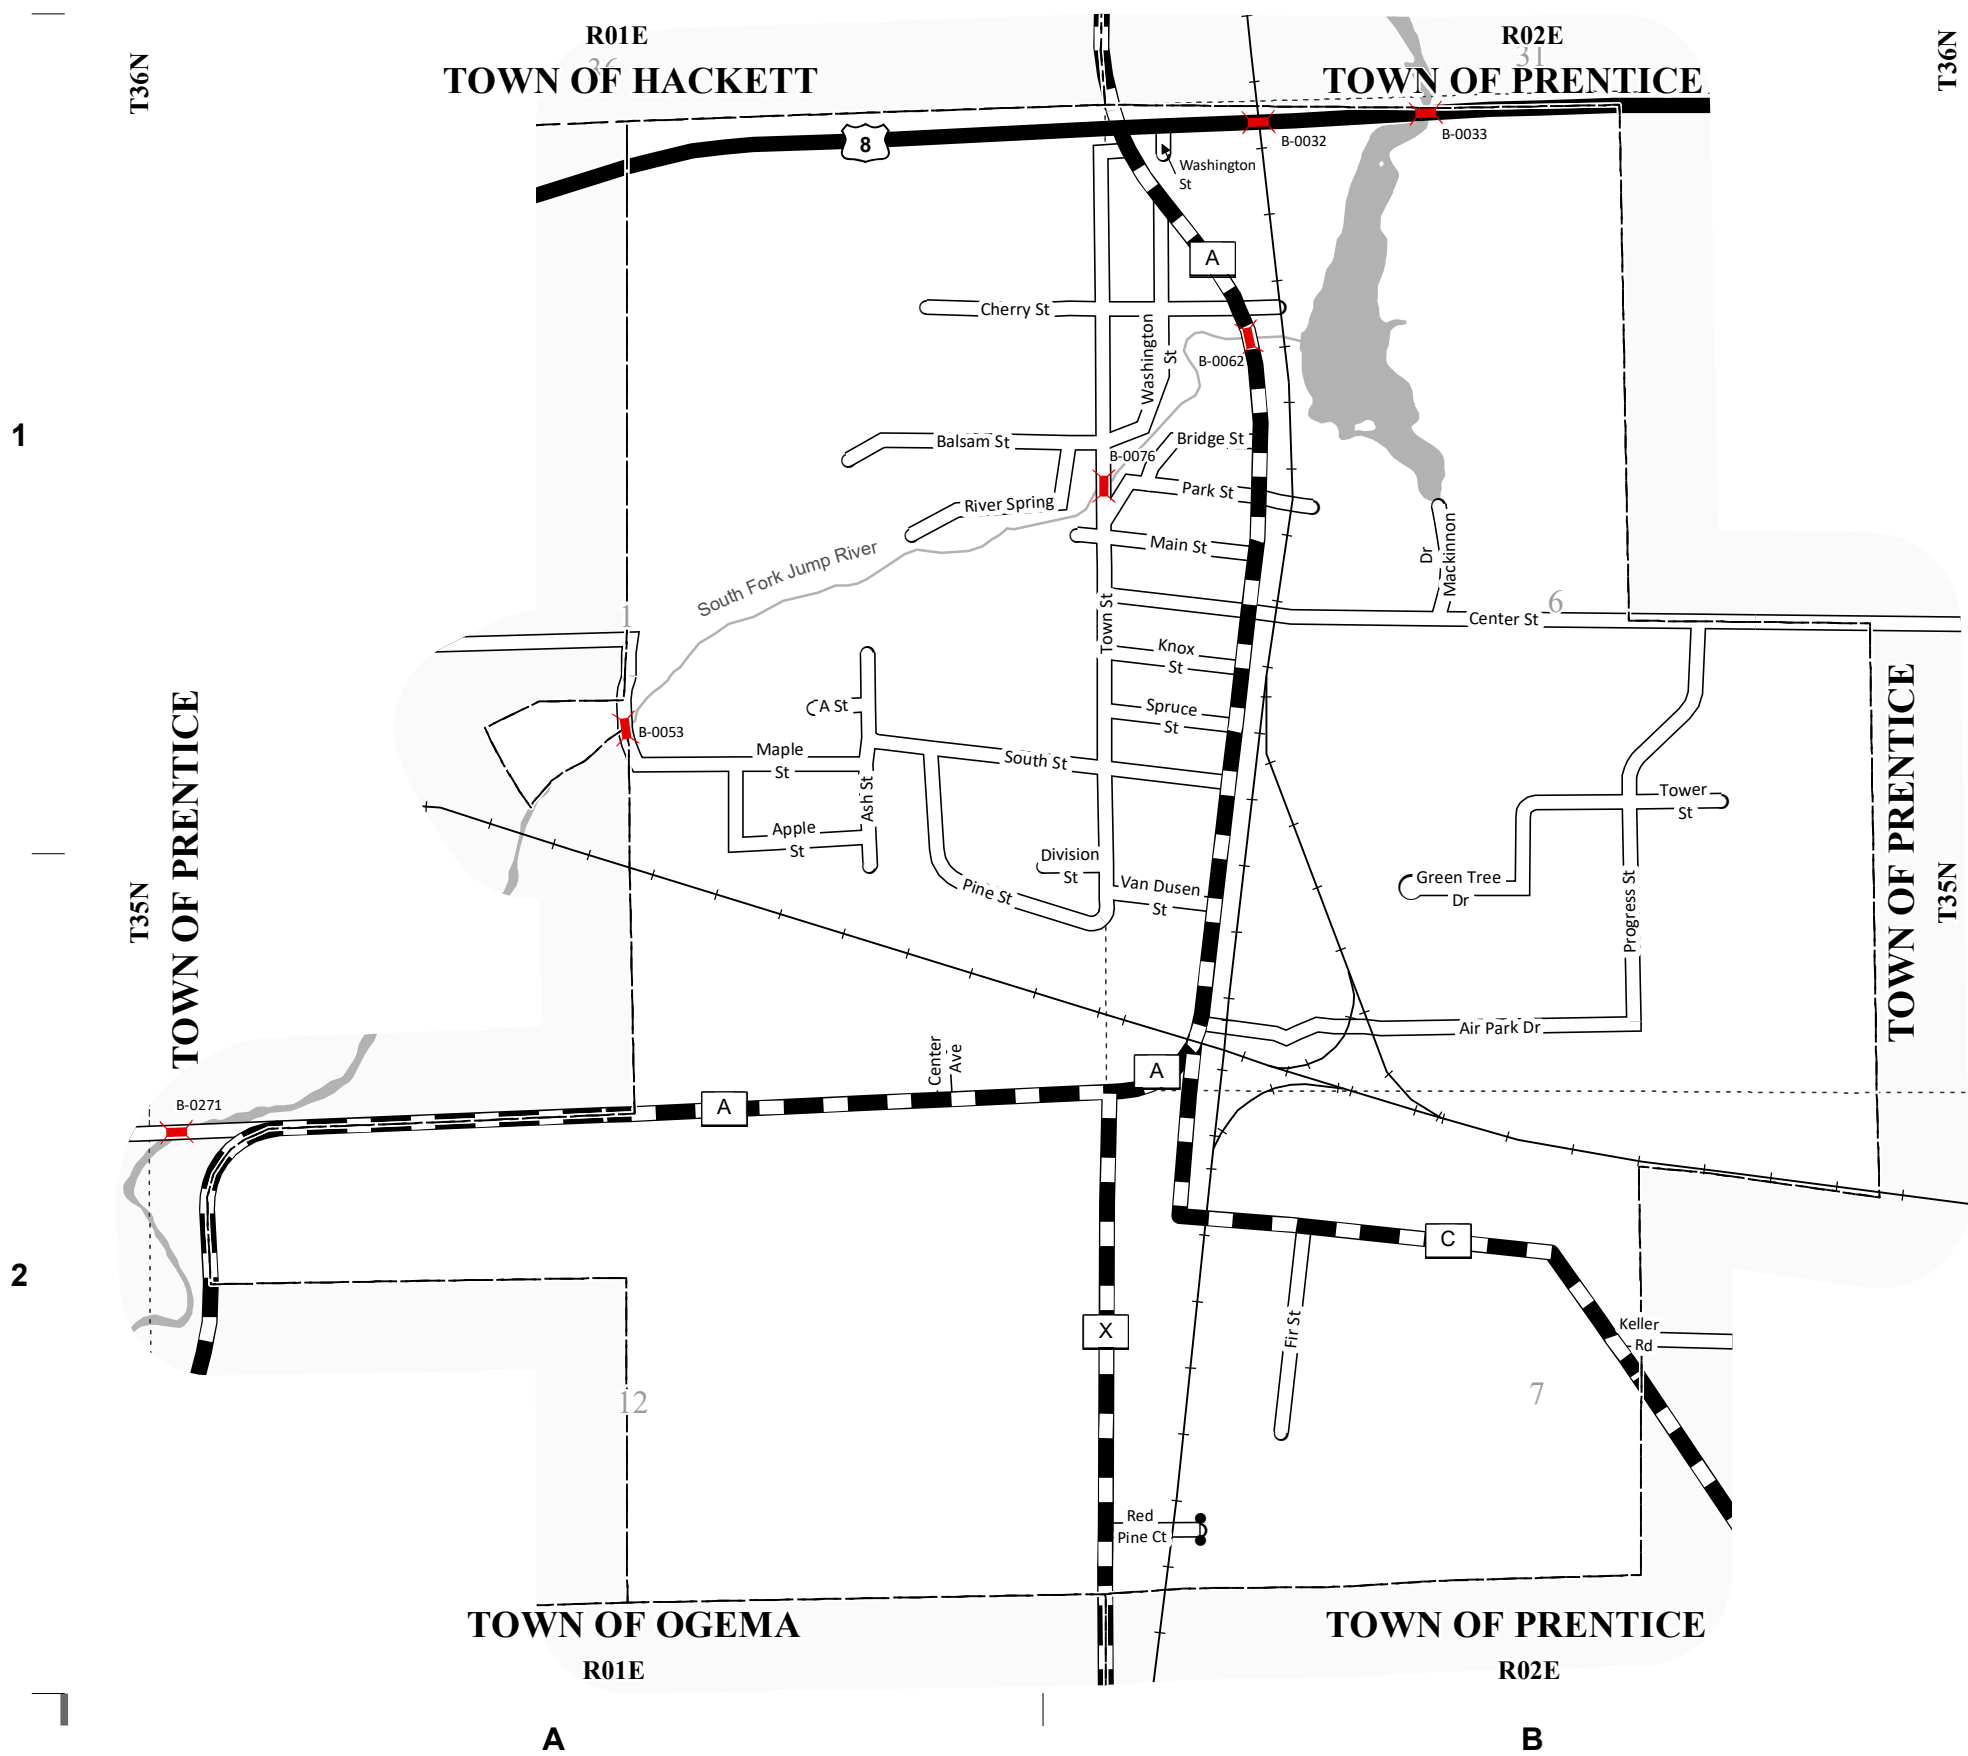 R01E
R02E
36
31
T36N
T36N
TOWN OF HACKETT
TOWN OF PRENTICE
8
B-0032
B-0033
Washington
St
A
Cherry St
Washington
St
B-0062
1
Balsam St
Bridge St
B-0076
Park St
River Spring
Main St
Mackinnon
Dr
South Fork Jump River
1
Town St
6
Center St
Knox
St
A St
Spruce
St
B-0053
Maple
St
South St
Ash St
Tower
St
Apple
St
Division
St
Pine St
Van Dusen
St
Green Tree
Dr
Progress St
TOWN OF PRENTICE
T35N
TOWN OF PRENTICE
T35N
Air Park Dr
Center
Ave
A
A
B-0271
C
2
X
Fir St
Keller
Rd
12
7
Red
Pine Ct
TOWN OF OGEMA
TOWN OF PRENTICE
R01E
R02E
A
B